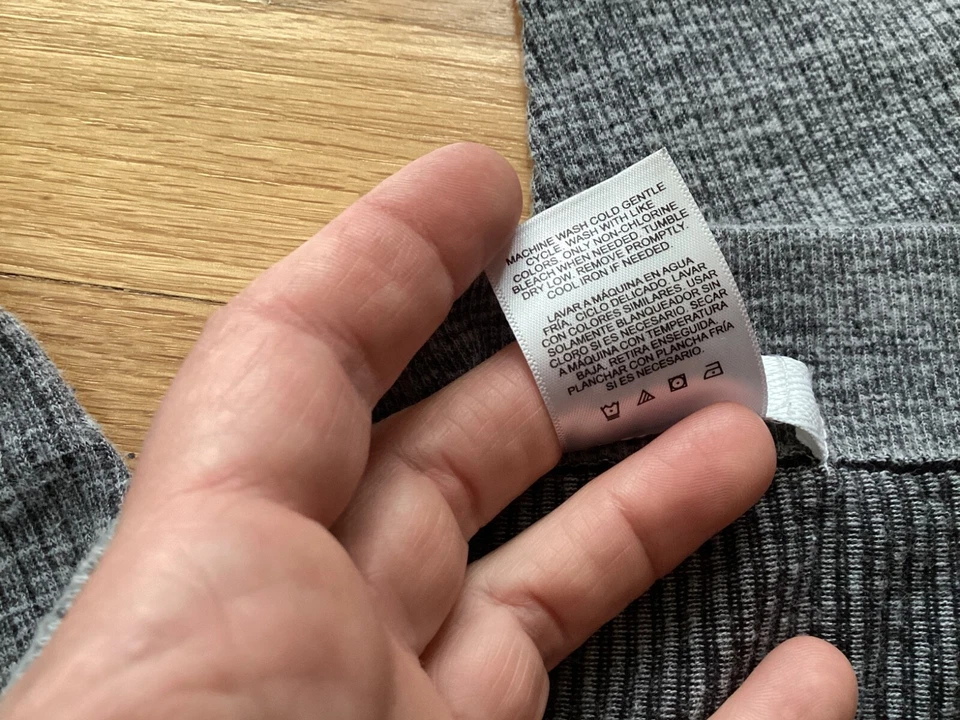 MACHINE WASH COLD GENTLE
CYCLE. WASH WITH LIKE
COLORS. ONLY NON-CHLORINE
BLEACH WHEN NEEDED. TUMBLE
DRY LOW. REMOVE PROMPTLY.
COOL IRON IF NEEDED.
LAVAR A MÁQUINA EN AGUA
FRÍA, CICLO DELICADO. LAVAR
CON COLORES SIMILARES. USAR
SOLAMENTE BLANQUEADOR SIN
CLORO SI ES NECESARIO. SECAR
A MÁQUINA CON TEMPERATURA
BAJA. RETIRA ENSEGUIDA.
PLANCHAR CON PLANCHA FRÍA
SI ES NECESARIO.